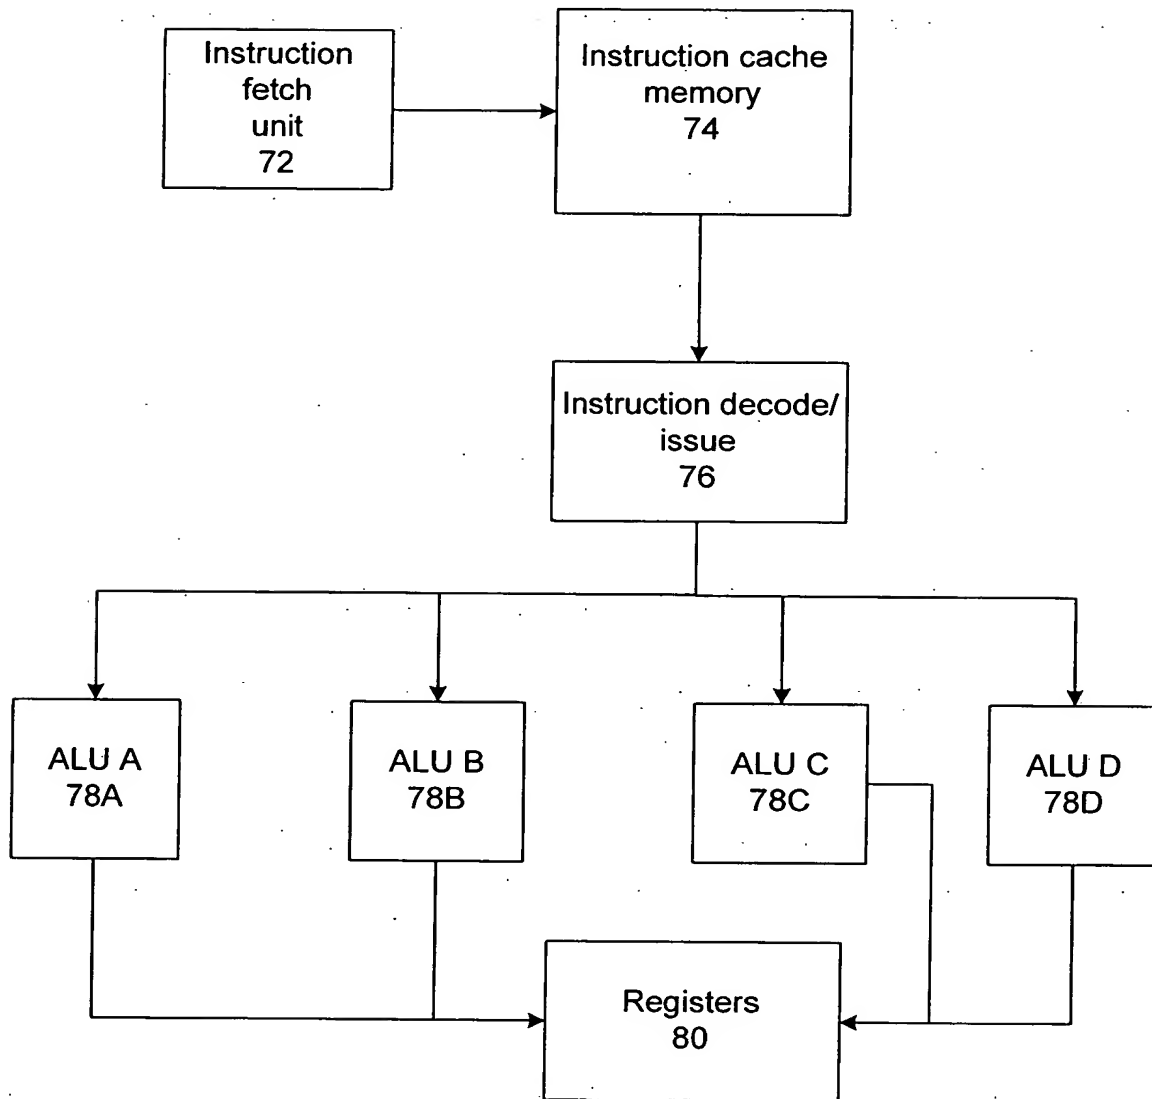 Instruction
fetch
unit
72
Instruction cache
memory
74
Instruction decode/
issue
76
ALU A
78A
ALU B
78B
ALU C
78C
ALU D
78D
Registers
80